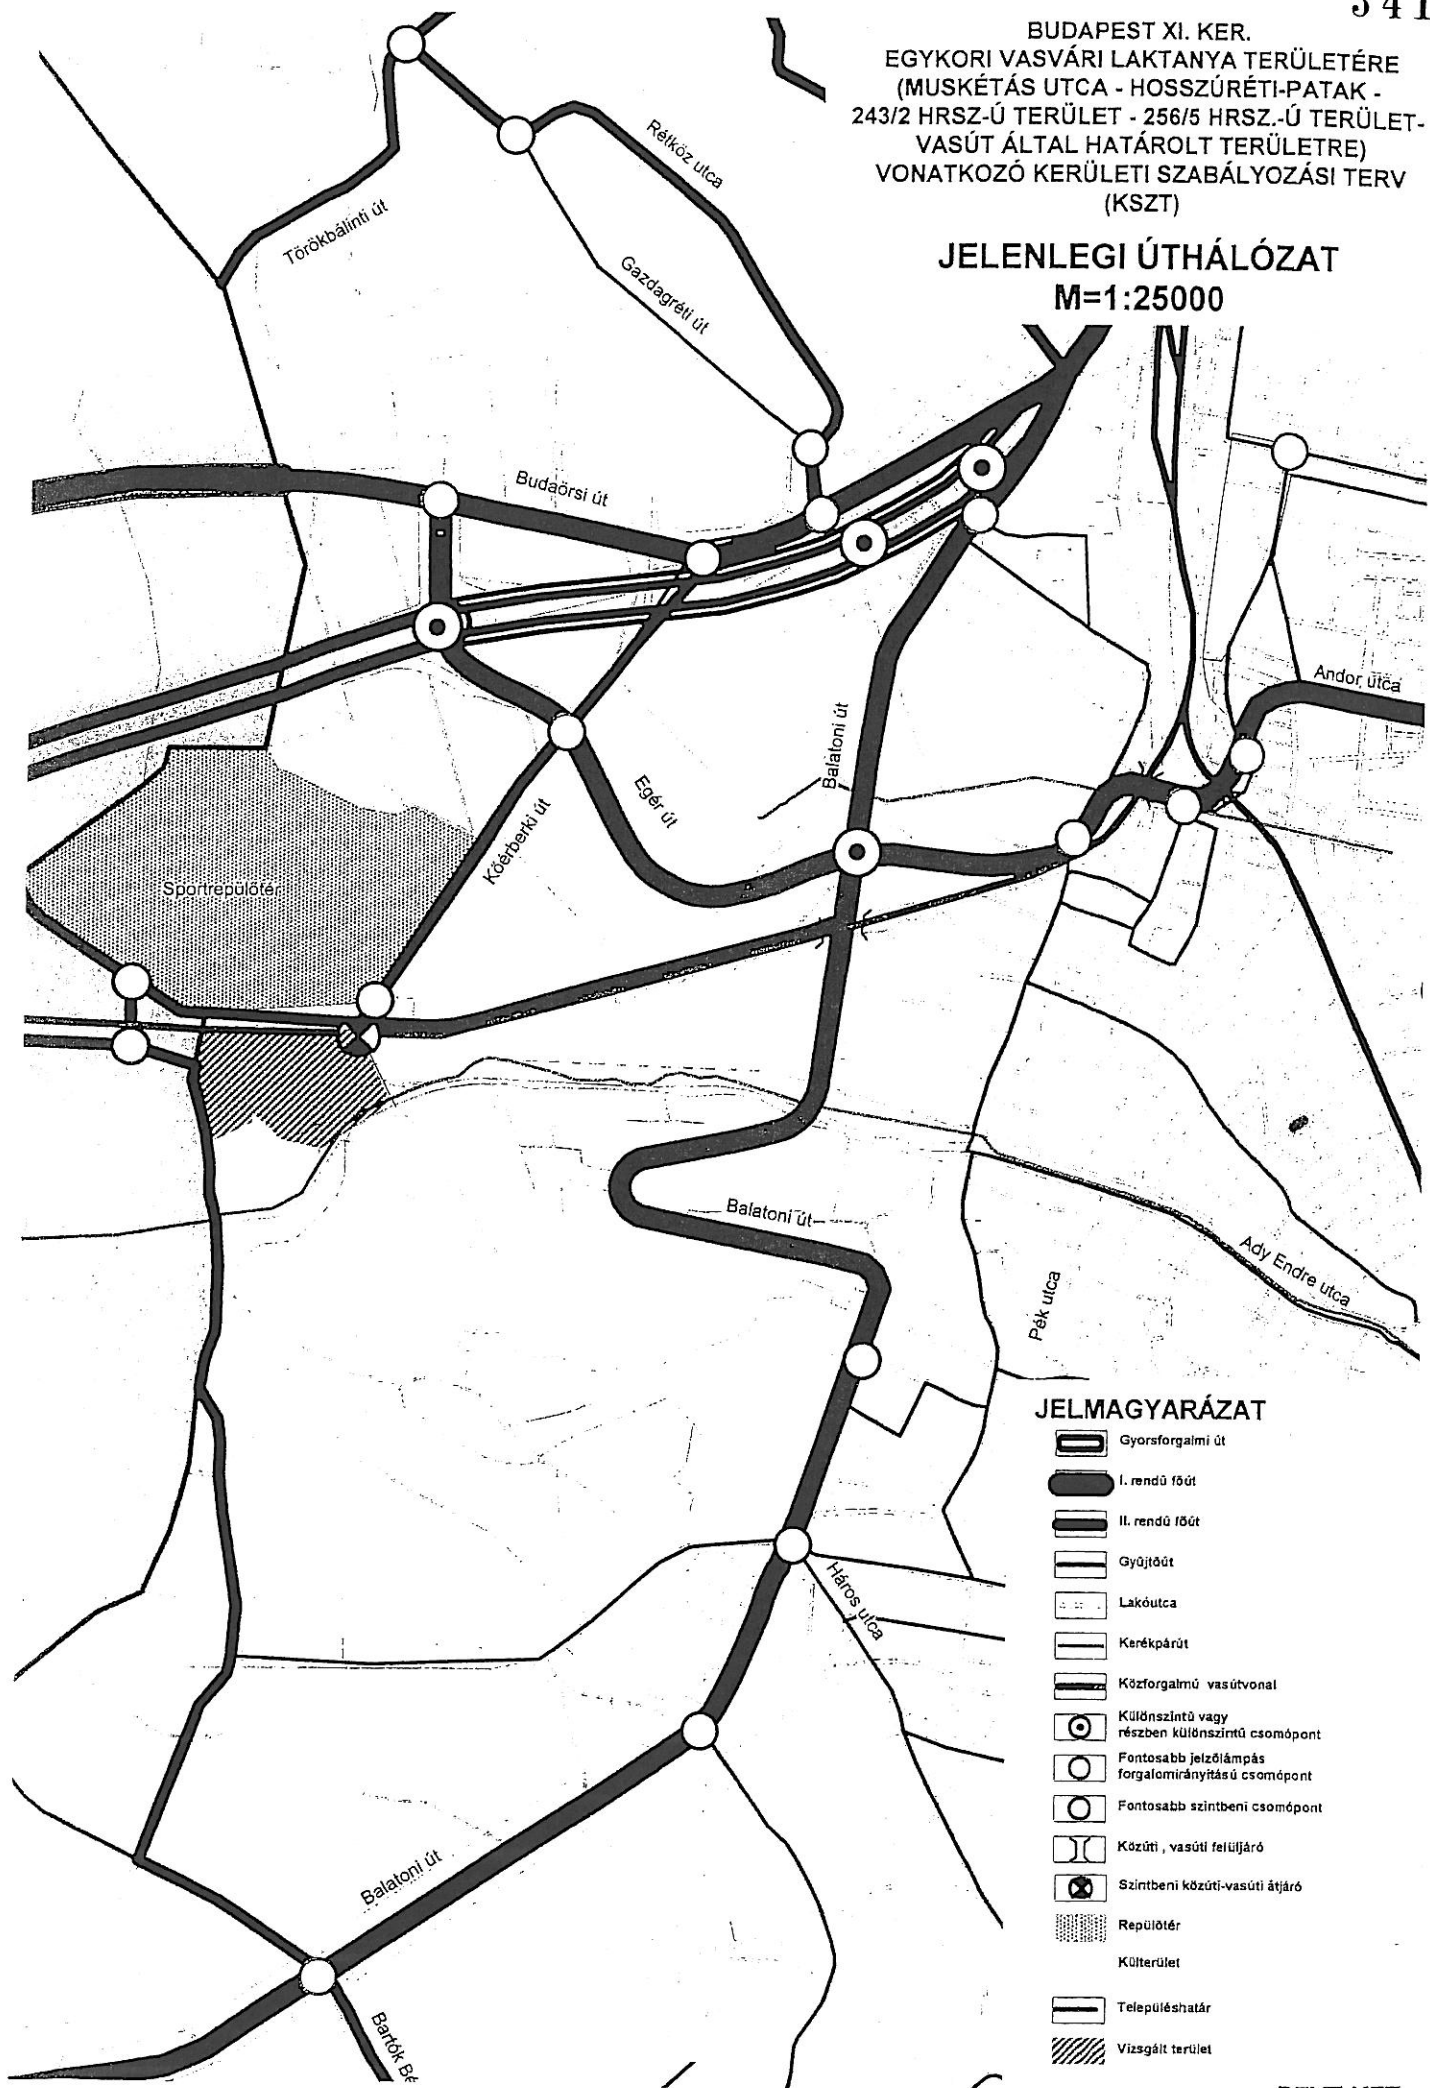 341
BUDAPEST XI. KER.
EGYKORI VASVÁRI LAKTANYA TERÜLETÉRE
(MUSKÉTÁS UTCA - HOSSZÚRÉTI-PATAK -
243/2 HRSZ-Ú TERÜLET - 256/5 HRSZ.-Ú TERÜLET-
VASÚT ÁLTAL HATÁROLT TERÜLETRE)
VONATKOZÓ KERÜLETI SZABÁLYOZÁSI TERV
(KSZT)
JELENLEGI ÚTHÁLÓZAT
M=1:25000
Rétköz utca
Törökbálinti út
Gazdagréti út
Budaörsi út
Andor utca
Balatoni út
Egér út
Kőérberki út
Sportrepülőtér
Balatoni út
Ady Endre utca
Pék utca
Háros utca
Balatoni út
Bartók Bé
JELMAGYARÁZAT
Gyorsforgalmi út
I. rendű főút
II. rendű főút
Gyűjtőút
Lakóutca
Kerékpárút
Közforgalmú vasútvonal
Különszintű vagy
részben különszintű csomópont
Fontosabb jelzőlámpás
forgalomirányítású csomópont
Fontosabb szintbeni csomópont
Közúti , vasúti felüljáró
Szintbeni közúti-vasúti átjáró
Repülőtér
Külterület
Településhatár
Vizsgált terület